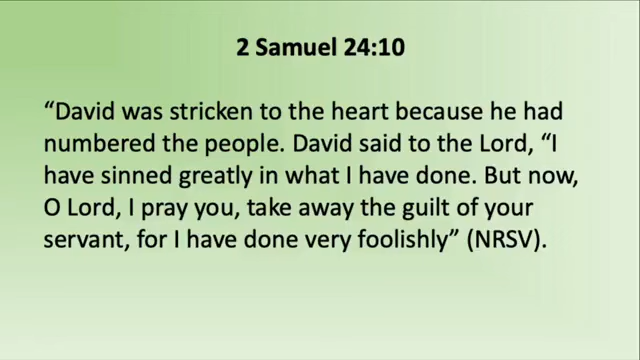 2 Samuel 24:10
“David was stricken to the heart because he had
numbered the people. David said to the Lord, “I
have sinned greatly in what I have done. But now,
O Lord, I pray you, take away the guilt of your
servant, for I have done very foolishly” (NRSV).